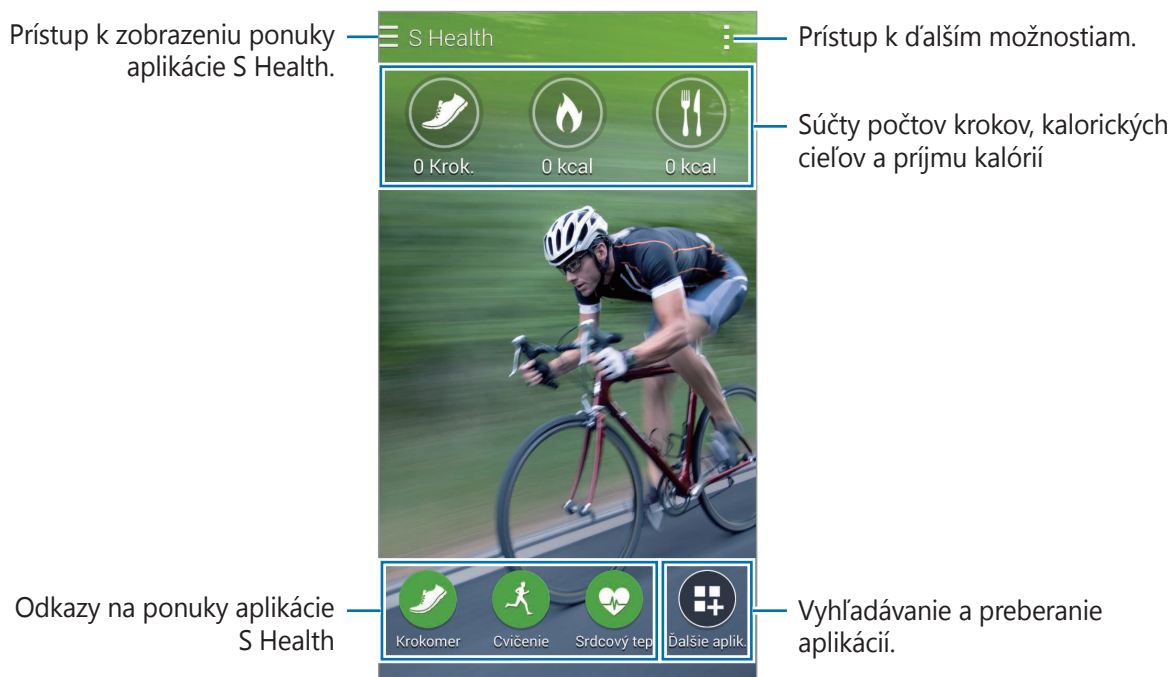 Prístup k zobrazeniu ponuky
aplikácie S Health.
S Health
Prístup k ďalším možnostiam.
0 Krok.
0 kcal
0 kcal
Súčty počtov krokov, kalorických
cieľov a príjmu kalórií
Odkazy na ponuky aplikácie
S Health
Krokomer
Cvičenie
Srdcový tep
Ďalšie aplik.
Vyhľadávanie a preberanie
aplikácií.